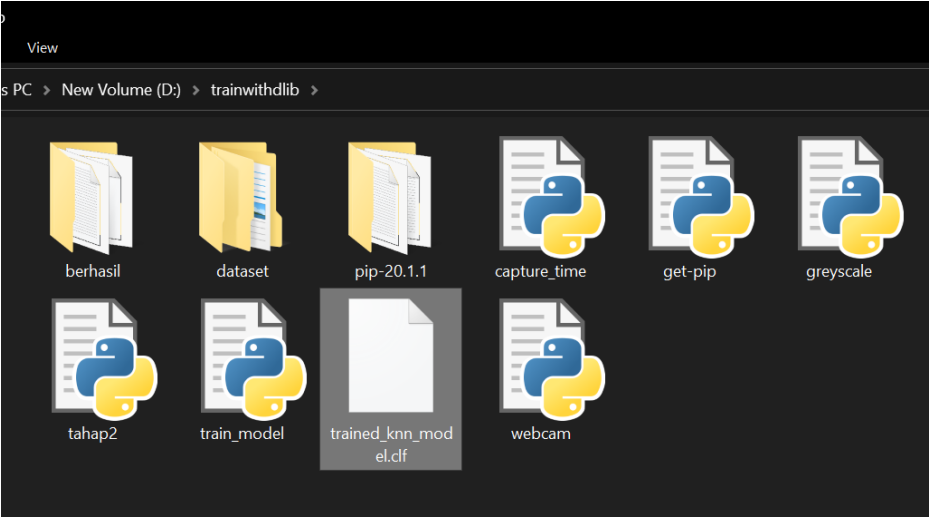 View
s PC > New Volume (D:) > trainwithdlib >
berhasil
dataset
pip-20.1.1
capture_time
get-pip
greyscale
tahap2
train_model
trained_knn_mod
el.clf
webcam